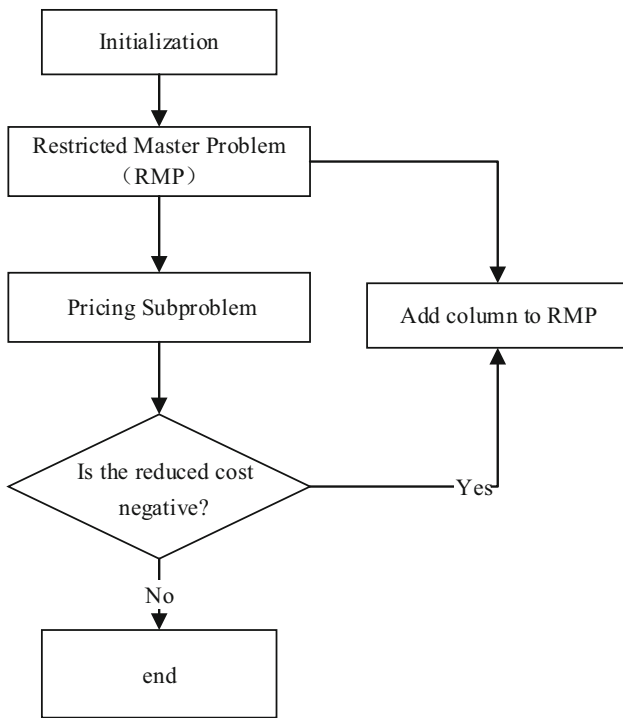 Initialization
Restricted Master Problem
（RMP）
Pricing Subproblem
Add column to RMP
Is the reduced cost
negative?
Yes
No
end